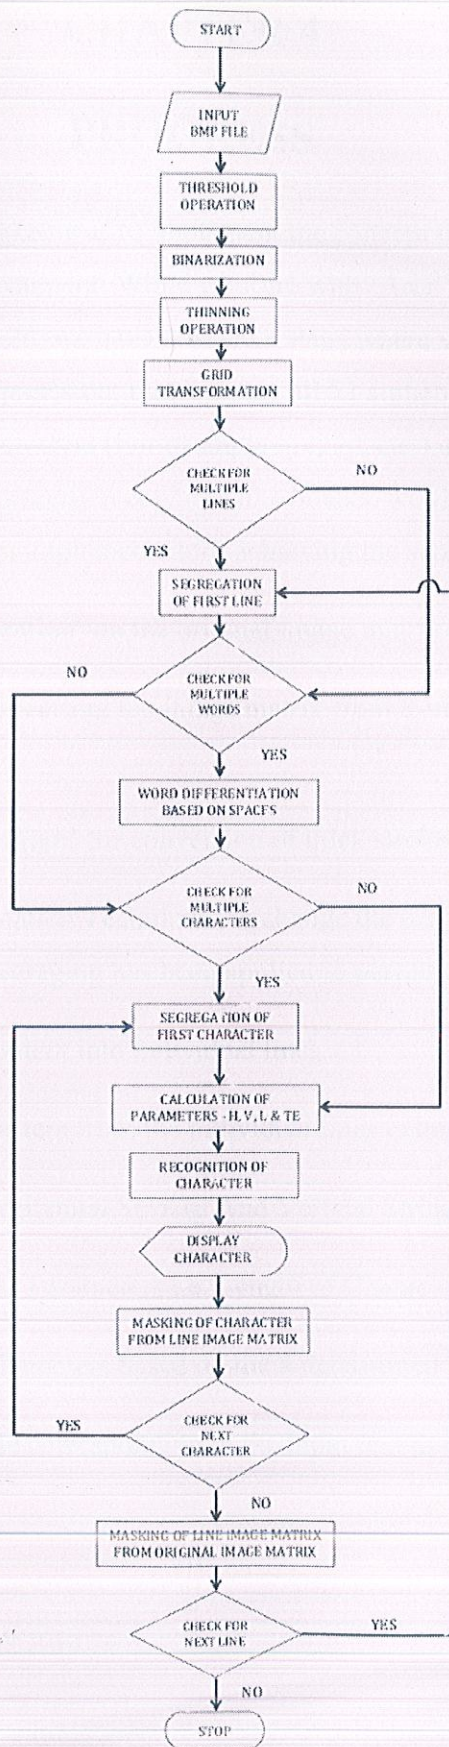 START
INPUT
BMP FILE
THRESHOLD
OPERATION
BINARIZATION
THINNING
OPERATION
GRID
TRANSFORMATION
CHECK FOR
MULTIPLE
LINES
NO
YES
SEGREGATION
OF FIRST LINE
CHECK FOR
MULTIPLE
WORDS
NO
YES
WORD DIFFERENTIATION
BASED ON SPACES
CHECK FOR
MULTIPLE
CHARACTERS
NO
YES
SEGREGATION OF
FIRST CHARACTER
CALCULATION OF
PARAMETERS - H, V, L & TE
RECOGNITION OF
CHARACTER
DISPLAY
CHARACTER
MASKING OF CHARACTER
FROM LINE IMAGE MATRIX
CHECK FOR
NEXT
CHARACTER
YES
NO
MASKING OF LINE IMAGE MATRIX
FROM ORIGINAL IMAGE MATRIX
CHECK FOR
NEXT LINE
YES
NO
STOP